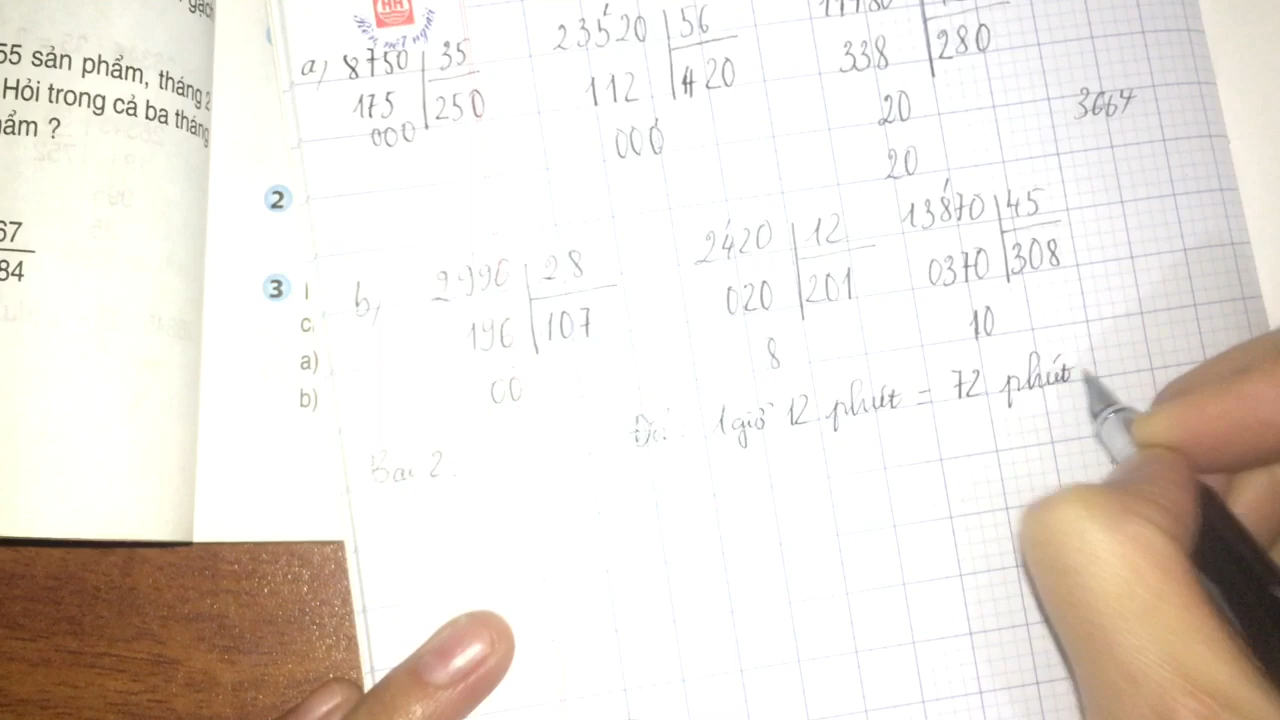 55 sản phẩm, tháng 2
Hỏi trong cả ba tháng
ẩm ?
67
84
2
3
c.
a)
b)
a) 8750 35
175 250
000
23520 56
112 420
000
338 280
20
20
3664
b) 2996 28
196 107
00
2420 12
020 201
8
13870 45
0370 308
10
Bài 2.
Đổi: 1giờ 12 phút = 72 phút